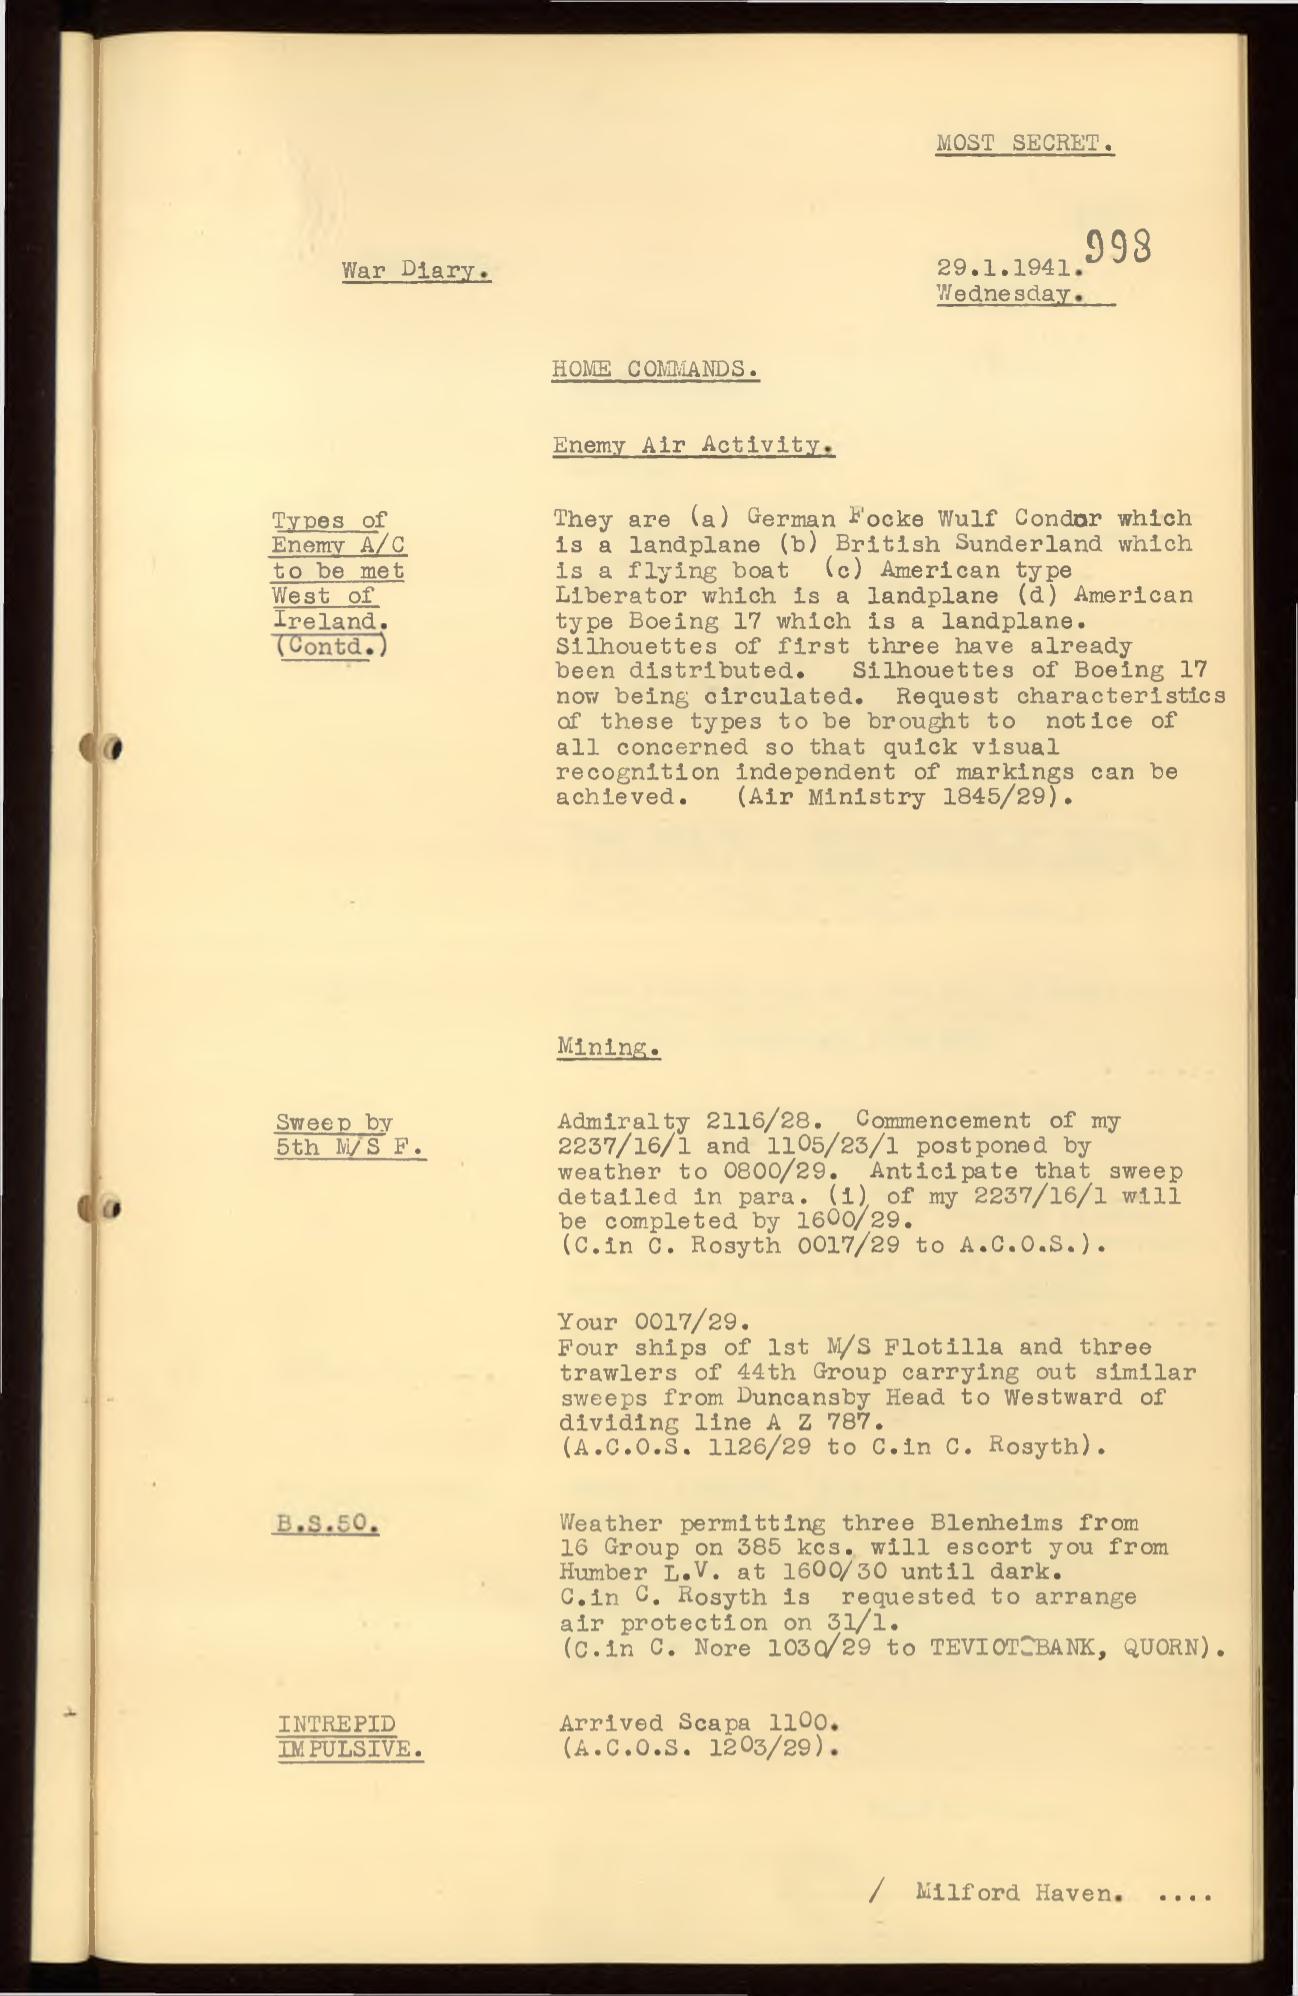 MOST SECRET.
998
War Diary.
29.1.1941.
Wednesday.
HOME COMMANDS.
Enemy Air Activity.
Types of
Enemy A/C
to be met
West of
Ireland.
(Contd.)
They are (a) German Focke Wulf Condor which
is a landplane (b) British Sunderland which
is a flying boat (c) American type
Liberator which is a landplane (d) American
type Boeing 17 which is a landplane.
Silhouettes of first three have already
been distributed. Silhouettes of Boeing 17
now being circulated. Request characteristics
of these types to be brought to notice of
all concerned so that quick visual
recognition independent of markings can be
achieved. (Air Ministry 1845/29).
Mining.
Sweep by
5th M/S F.
Admiralty 2116/28. Commencement of my
2237/16/1 and 1105/23/1 postponed by
weather to 0800/29. Anticipate that sweep
detailed in para. (i) of my 2237/16/1 will
be completed by 1600/29.
(C.in C. Rosyth 0017/29 to A.C.O.S.).
Your 0017/29.
Four ships of 1st M/S Flotilla and three
trawlers of 44th Group carrying out similar
sweeps from Duncansby Head to Westward of
dividing line A Z 787.
(A.C.O.S. 1126/29 to C.in C. Rosyth).
B.S.50.
Weather permitting three Blenheims from
16 Group on 385 kcs. will escort you from
Humber L.V. at 1600/30 until dark.
C.in C. Rosyth is requested to arrange
air protection on 31/1.
(C.in C. Nore 1030/29 to TEVIOTBANK, QUORN).
INTREPID
IMPULSIVE.
Arrived Scapa 1100.
(A.C.O.S. 1203/29).
/ Milford Haven. ....